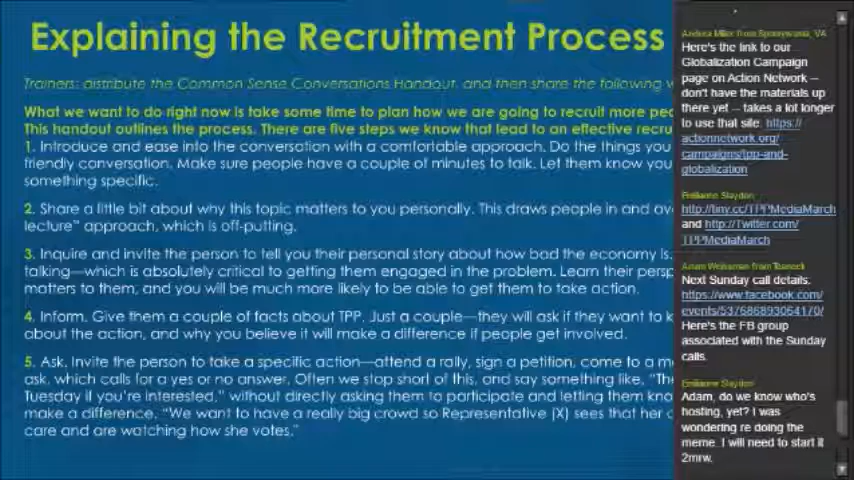 Explaining the Recruitment Process
Trainers: distribute the Common Sense Conversations Handout, and then share the following
What we want to do right now is take some time to plan how we are going to recruit more
This handout outlines the process. There are five steps we know that lead to an effective
1. Introduce and ease into the conversation with a comfortable approach. Do the things you
friendly conversation. Make sure people have a couple of minutes to talk. Let them know you
something specific.
2. Share a little bit about why this topic matters to you personally. This draws people in and
lecture" approach, which is off-putting.
3. Inquire and invite the person to tell you their personal story about how bad the economy is.
talking—which is absolutely critical to getting them engaged in the problem. Learn their
matters to them, and you will be much more likely to be able to get them to take action.
4. Inform. Give them a couple of facts about TPP. Just a couple—they will ask if they want to
about the action, and why you believe it will make a difference if people get involved.
5. Ask. Invite the person to take a specific action—attend a rally, sign a petition, come to a
ask, which calls for a yes or no answer. Often we stop short of this, and say something like,
Tuesday if you're interested," without directly asking them to participate and letting them
make a difference. "We want to have a really big crowd so Representative (X) sees that her
care and are watching how she votes."
Andrea Miller from VA
Here's the link to our
Globalization Campaign
page on Action Network --
don't have the materials up
there yet -- takes a lot longer
to use that site. https://
actionnetwork.org/
campaigns/tpp-and-
globalization
Slaydon:
http://tiny.cc/TPPMediaMarch
and http://Twitter.com/
TPPMediaMarch
Adam from Teaneck
Next Sunday call details.
https://www.facebook.com/
events/537686893064170/
Here's the FB group
associated with the Sunday
calls.
Slaydon:
Adam, do we know who's
hosting, yet? I was
wondering re doing the
meme. I will need to start it
2mrw.